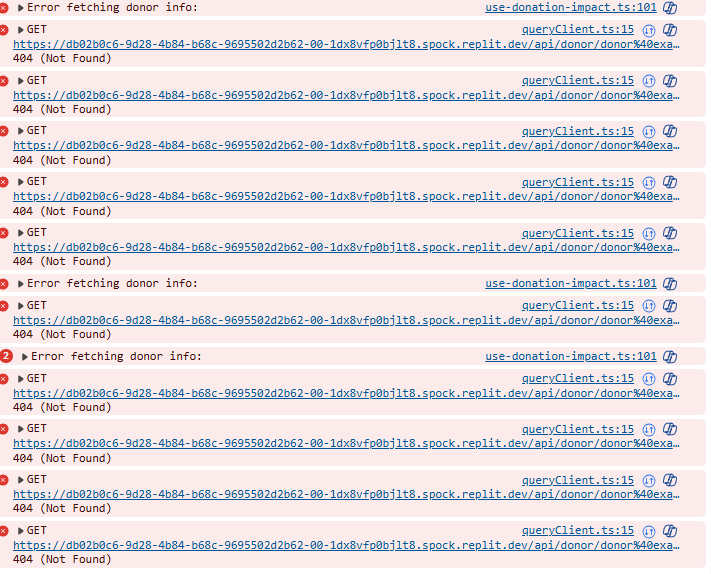 Error fetching donor info: use-donation-impact.ts:101
GET queryClient.ts:15
https://db02b0c6-9d28-4b84-b68c-9695502d2b62-00-1dx8vfp0bjlt8.spock.replit.dev/api/donor/donor%40exa…
404 (Not Found)
GET queryClient.ts:15
https://db02b0c6-9d28-4b84-b68c-9695502d2b62-00-1dx8vfp0bjlt8.spock.replit.dev/api/donor/donor%40exa…
404 (Not Found)
GET queryClient.ts:15
https://db02b0c6-9d28-4b84-b68c-9695502d2b62-00-1dx8vfp0bjlt8.spock.replit.dev/api/donor/donor%40exa…
404 (Not Found)
GET queryClient.ts:15
https://db02b0c6-9d28-4b84-b68c-9695502d2b62-00-1dx8vfp0bjlt8.spock.replit.dev/api/donor/donor%40exa…
404 (Not Found)
GET queryClient.ts:15
https://db02b0c6-9d28-4b84-b68c-9695502d2b62-00-1dx8vfp0bjlt8.spock.replit.dev/api/donor/donor%40exa…
404 (Not Found)
Error fetching donor info: use-donation-impact.ts:101
GET queryClient.ts:15
https://db02b0c6-9d28-4b84-b68c-9695502d2b62-00-1dx8vfp0bjlt8.spock.replit.dev/api/donor/donor%40exa…
404 (Not Found)
2 Error fetching donor info: use-donation-impact.ts:101
GET queryClient.ts:15
https://db02b0c6-9d28-4b84-b68c-9695502d2b62-00-1dx8vfp0bjlt8.spock.replit.dev/api/donor/donor%40exa…
404 (Not Found)
GET queryClient.ts:15
https://db02b0c6-9d28-4b84-b68c-9695502d2b62-00-1dx8vfp0bjlt8.spock.replit.dev/api/donor/donor%40exa…
404 (Not Found)
GET queryClient.ts:15
https://db02b0c6-9d28-4b84-b68c-9695502d2b62-00-1dx8vfp0bjlt8.spock.replit.dev/api/donor/donor%40exa…
404 (Not Found)
GET queryClient.ts:15
https://db02b0c6-9d28-4b84-b68c-9695502d2b62-00-1dx8vfp0bjlt8.spock.replit.dev/api/donor/donor%40exa…
404 (Not Found)